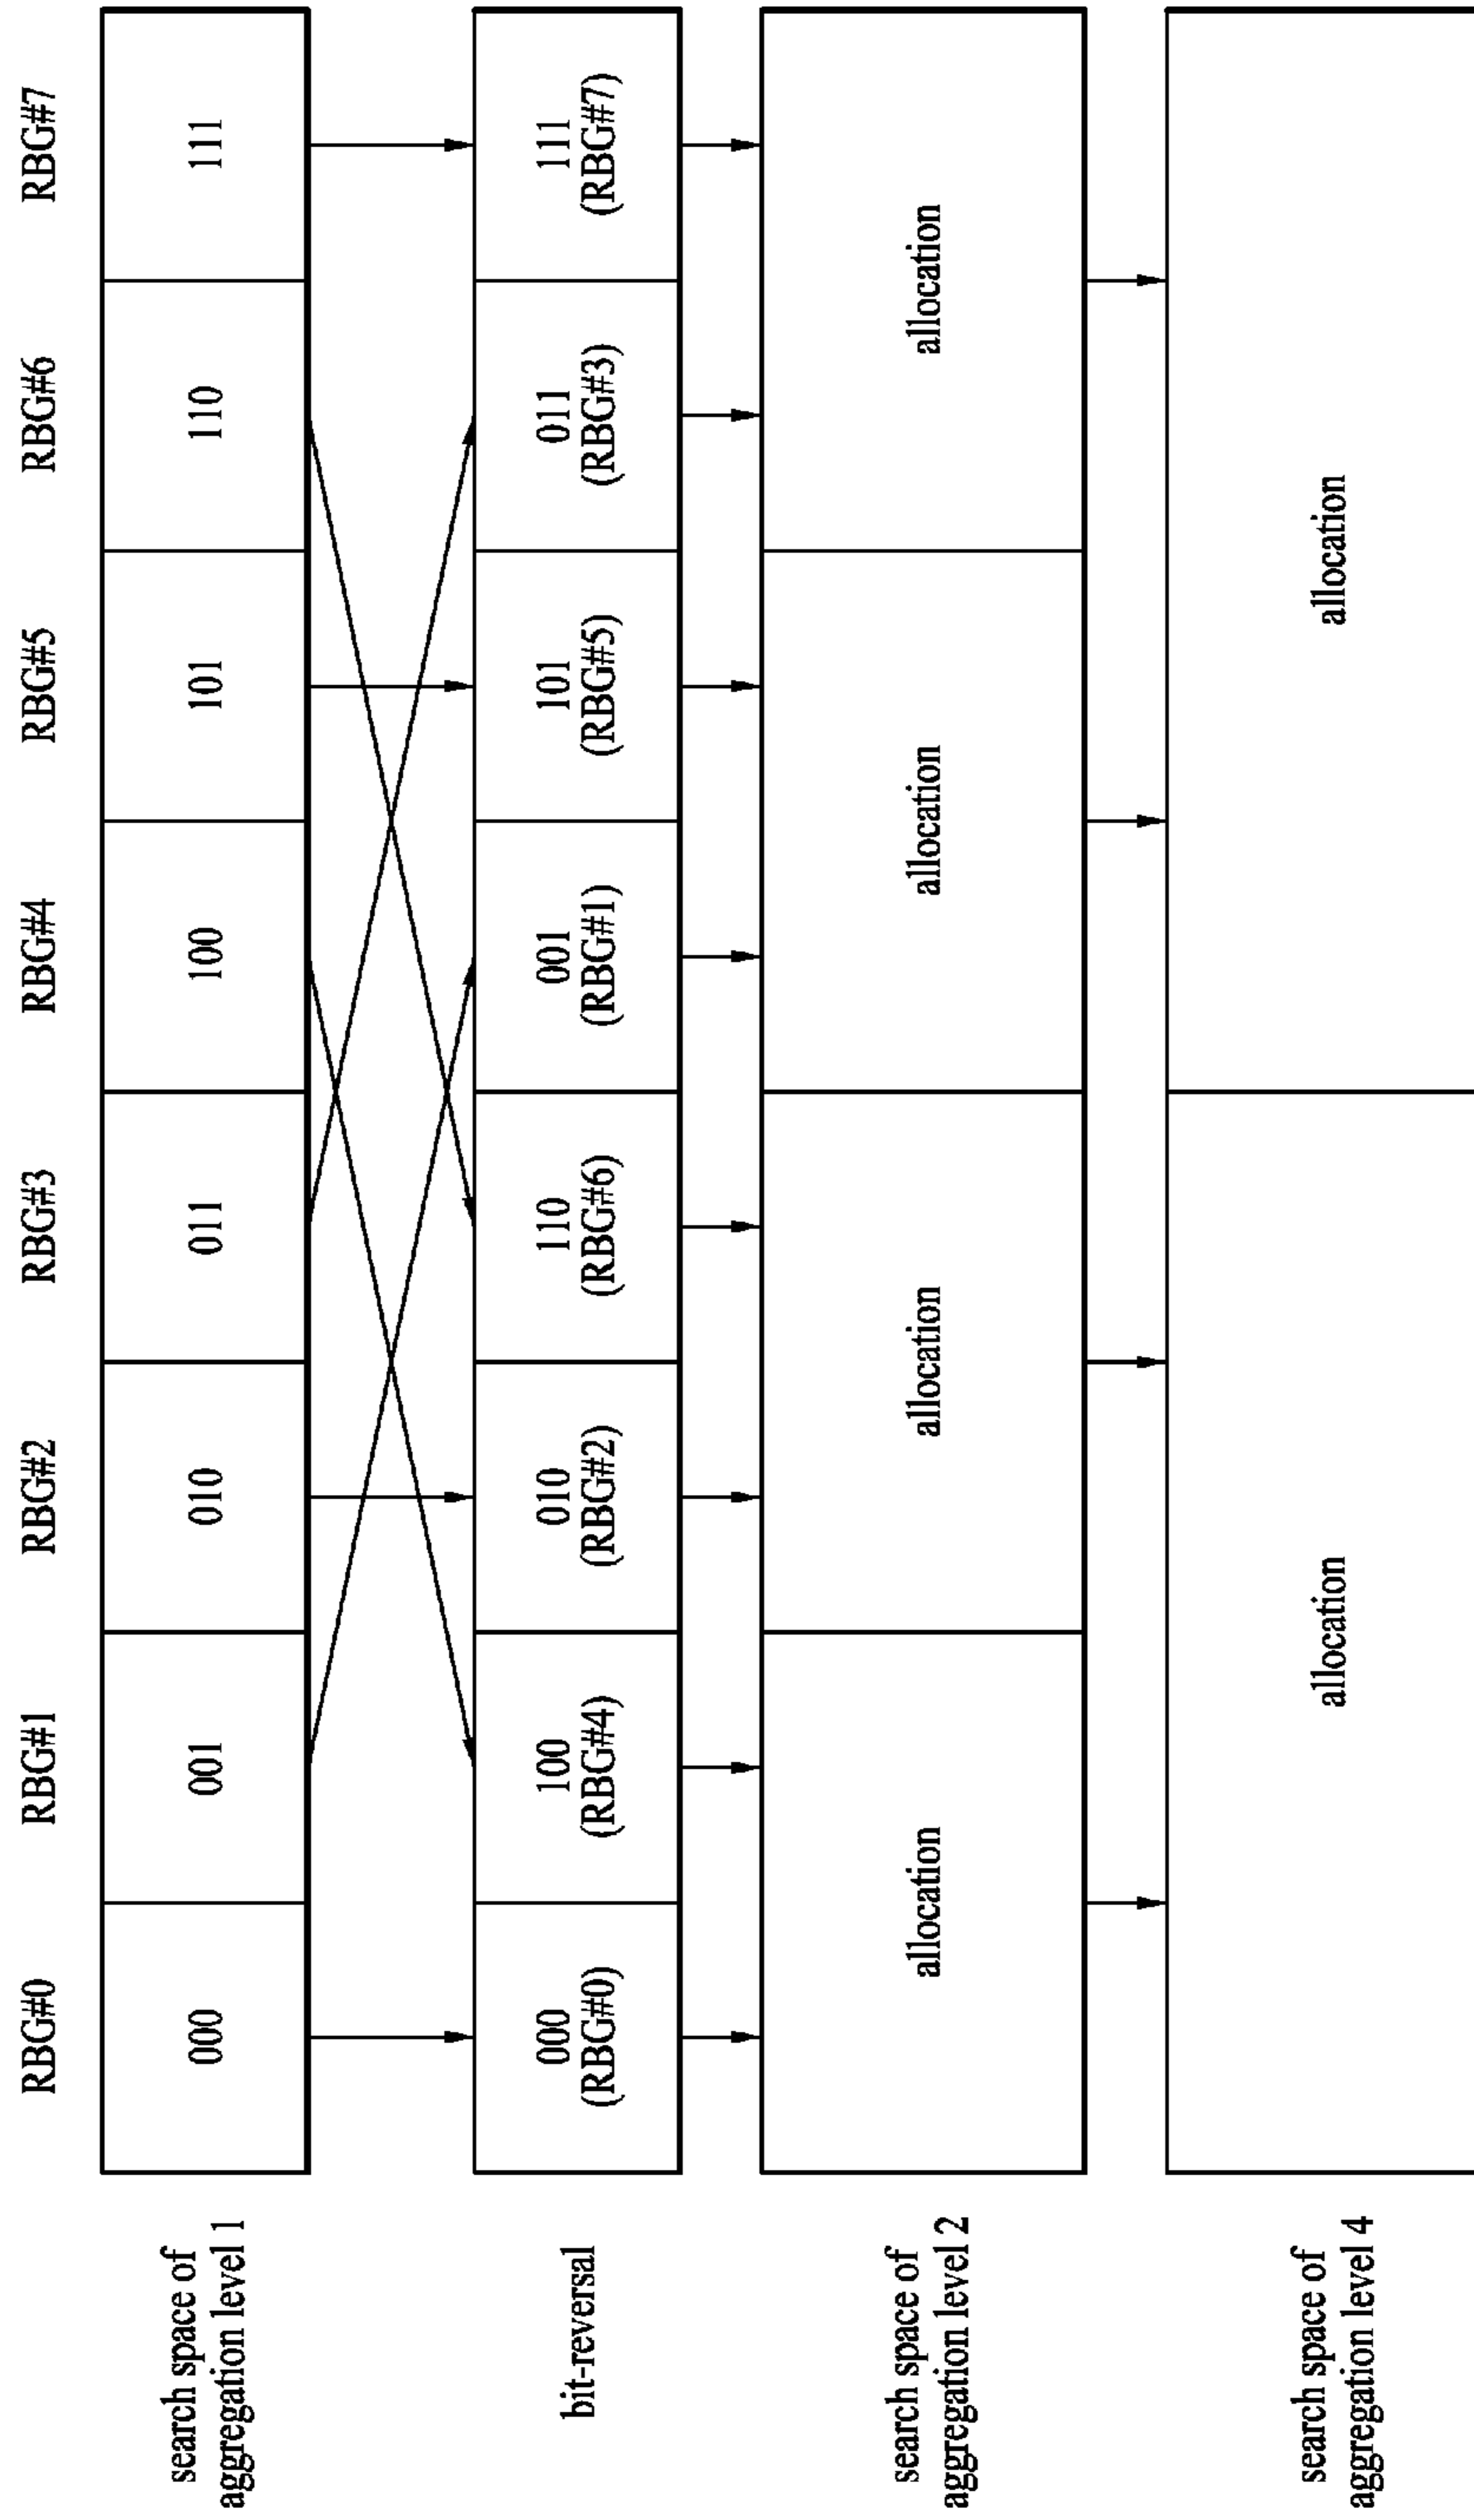 RBG#0 RBG#1 RBG#2 RBG#3 RBG#4 RBG#5 RBG#6 RBG#7
search space of
aggregation level 1
000 001 010 011 100 101 110 111
bit-reversal
000 100 010 110 001 101 011 111
(RBG#0) (RBG#4) (RBG#2) (RBG#6) (RBG#1) (RBG#5) (RBG#3) (RBG#7)
search space of
aggregation level 2
allocation allocation allocation allocation
search space of
aggregation level 4
allocation allocation